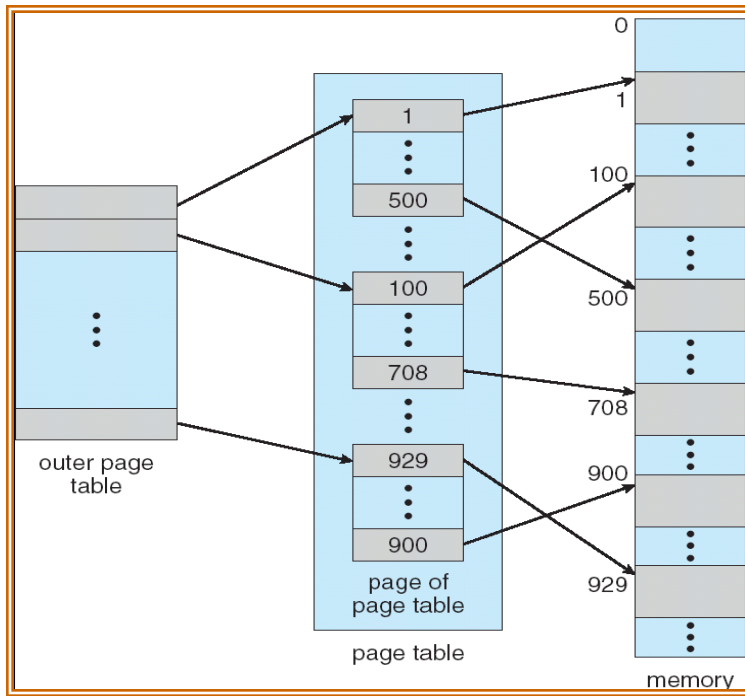 0
1
1
100
500
100
500
708
708
929
900
900
929
outer page
table
page of
page table
page table
memory